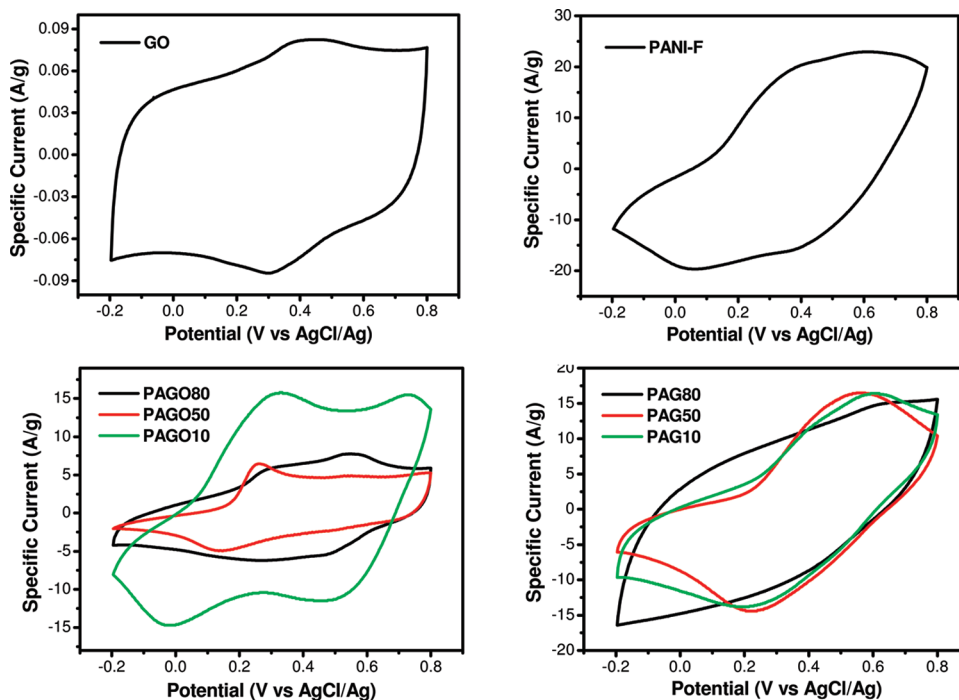 GO
0.09
0.06
0.03
0.00
-0.03
-0.06
-0.09
Specific Current (A/g)
-0.2 0.0 0.2 0.4 0.6 0.8
Potential (V vs AgCl/Ag)
PANI-F
30
20
10
0
-10
-20
Specific Current (A/g)
-0.2 0.0 0.2 0.4 0.6 0.8
Potential (V vs AgCl/Ag)
PAGO80
PAGO50
PAGO10
15
10
5
0
-5
-10
-15
Specific Current (A/g)
-0.2 0.0 0.2 0.4 0.6 0.8
Potential (V vs AgCl/Ag)
PAG80
PAG50
PAG10
20
15
10
5
0
-5
-10
-15
-20
Specific Current (A/g)
-0.2 0.0 0.2 0.4 0.6 0.8
Potential (V vs AgCl/Ag)